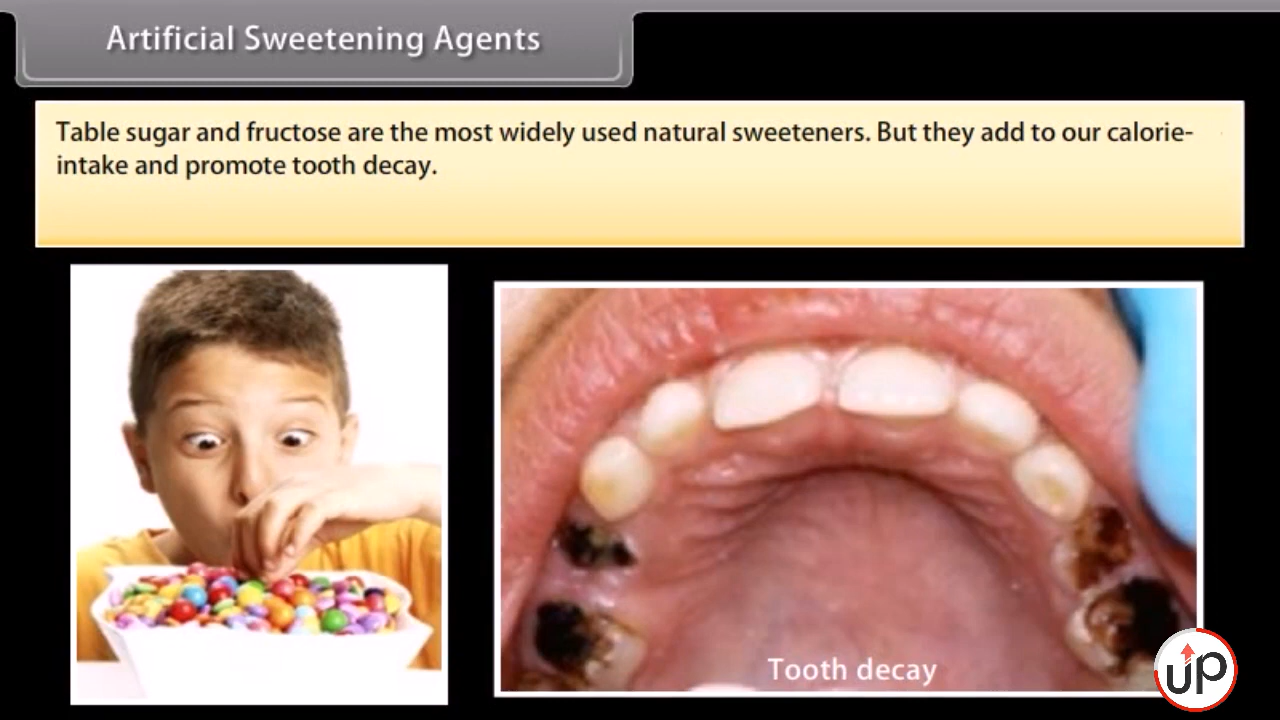 Artificial Sweetening Agents
Table sugar and fructose are the most widely used natural sweeteners. But they add to our calorie-
intake and promote tooth decay.
Tooth decay
UP